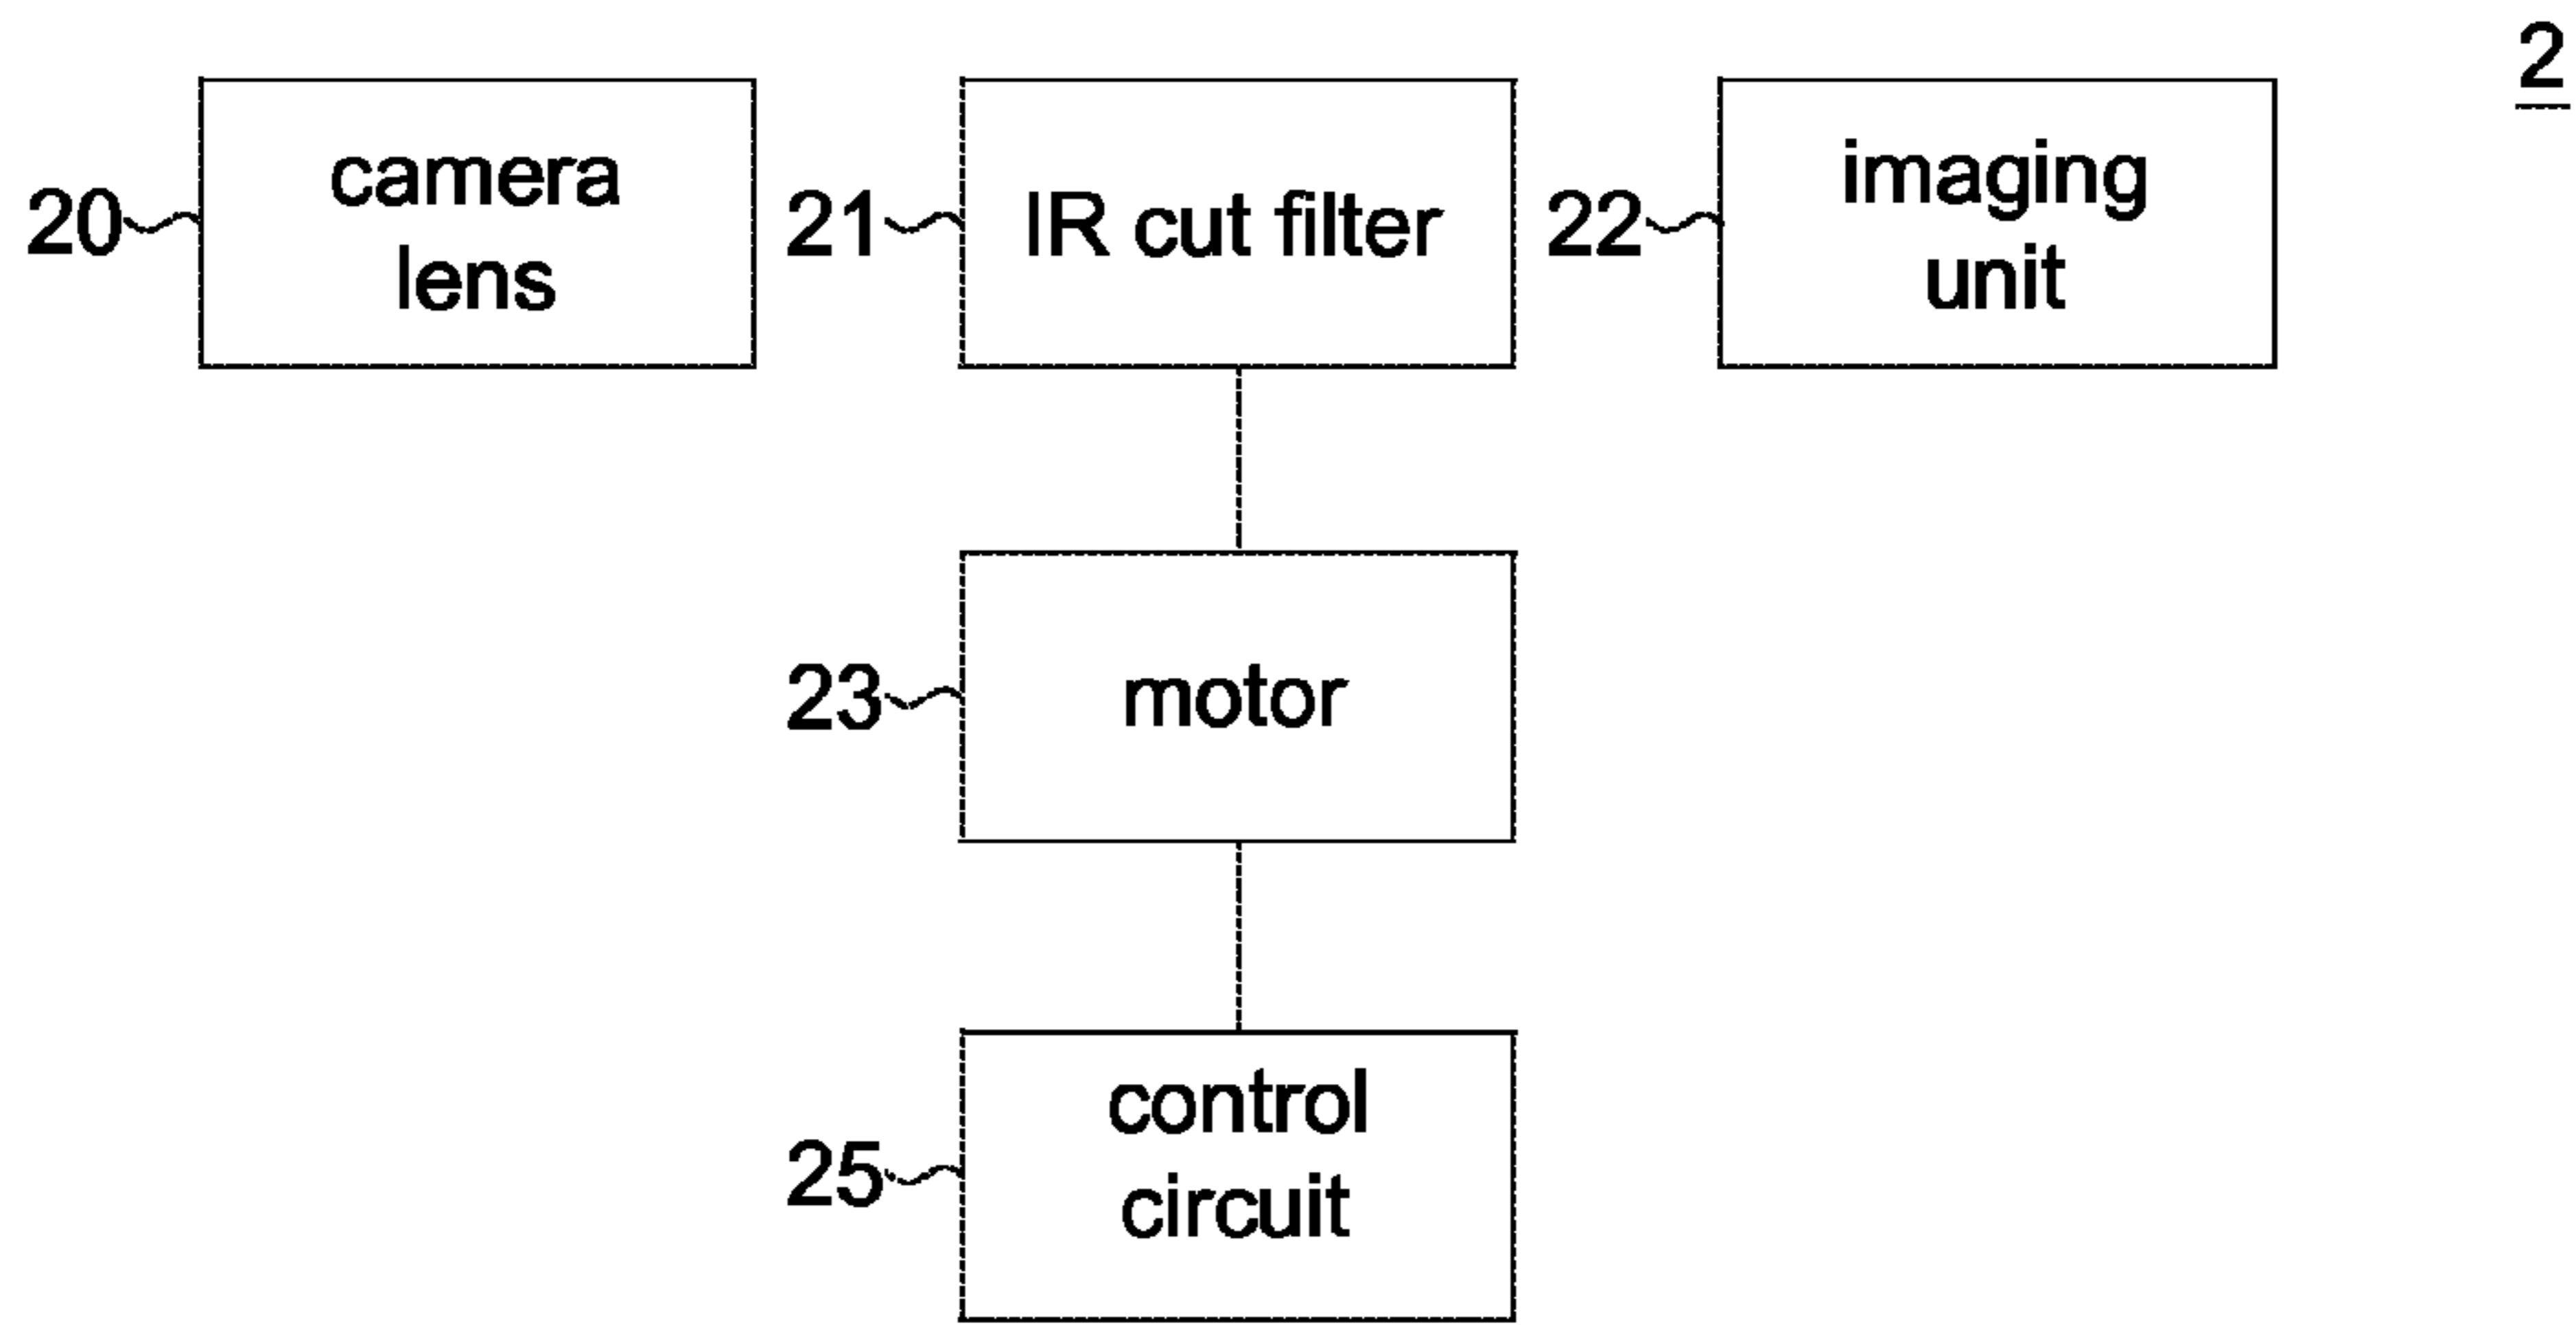 2
20
camera
lens
21
IR cut filter
22
imaging
unit
23
motor
25
control
circuit